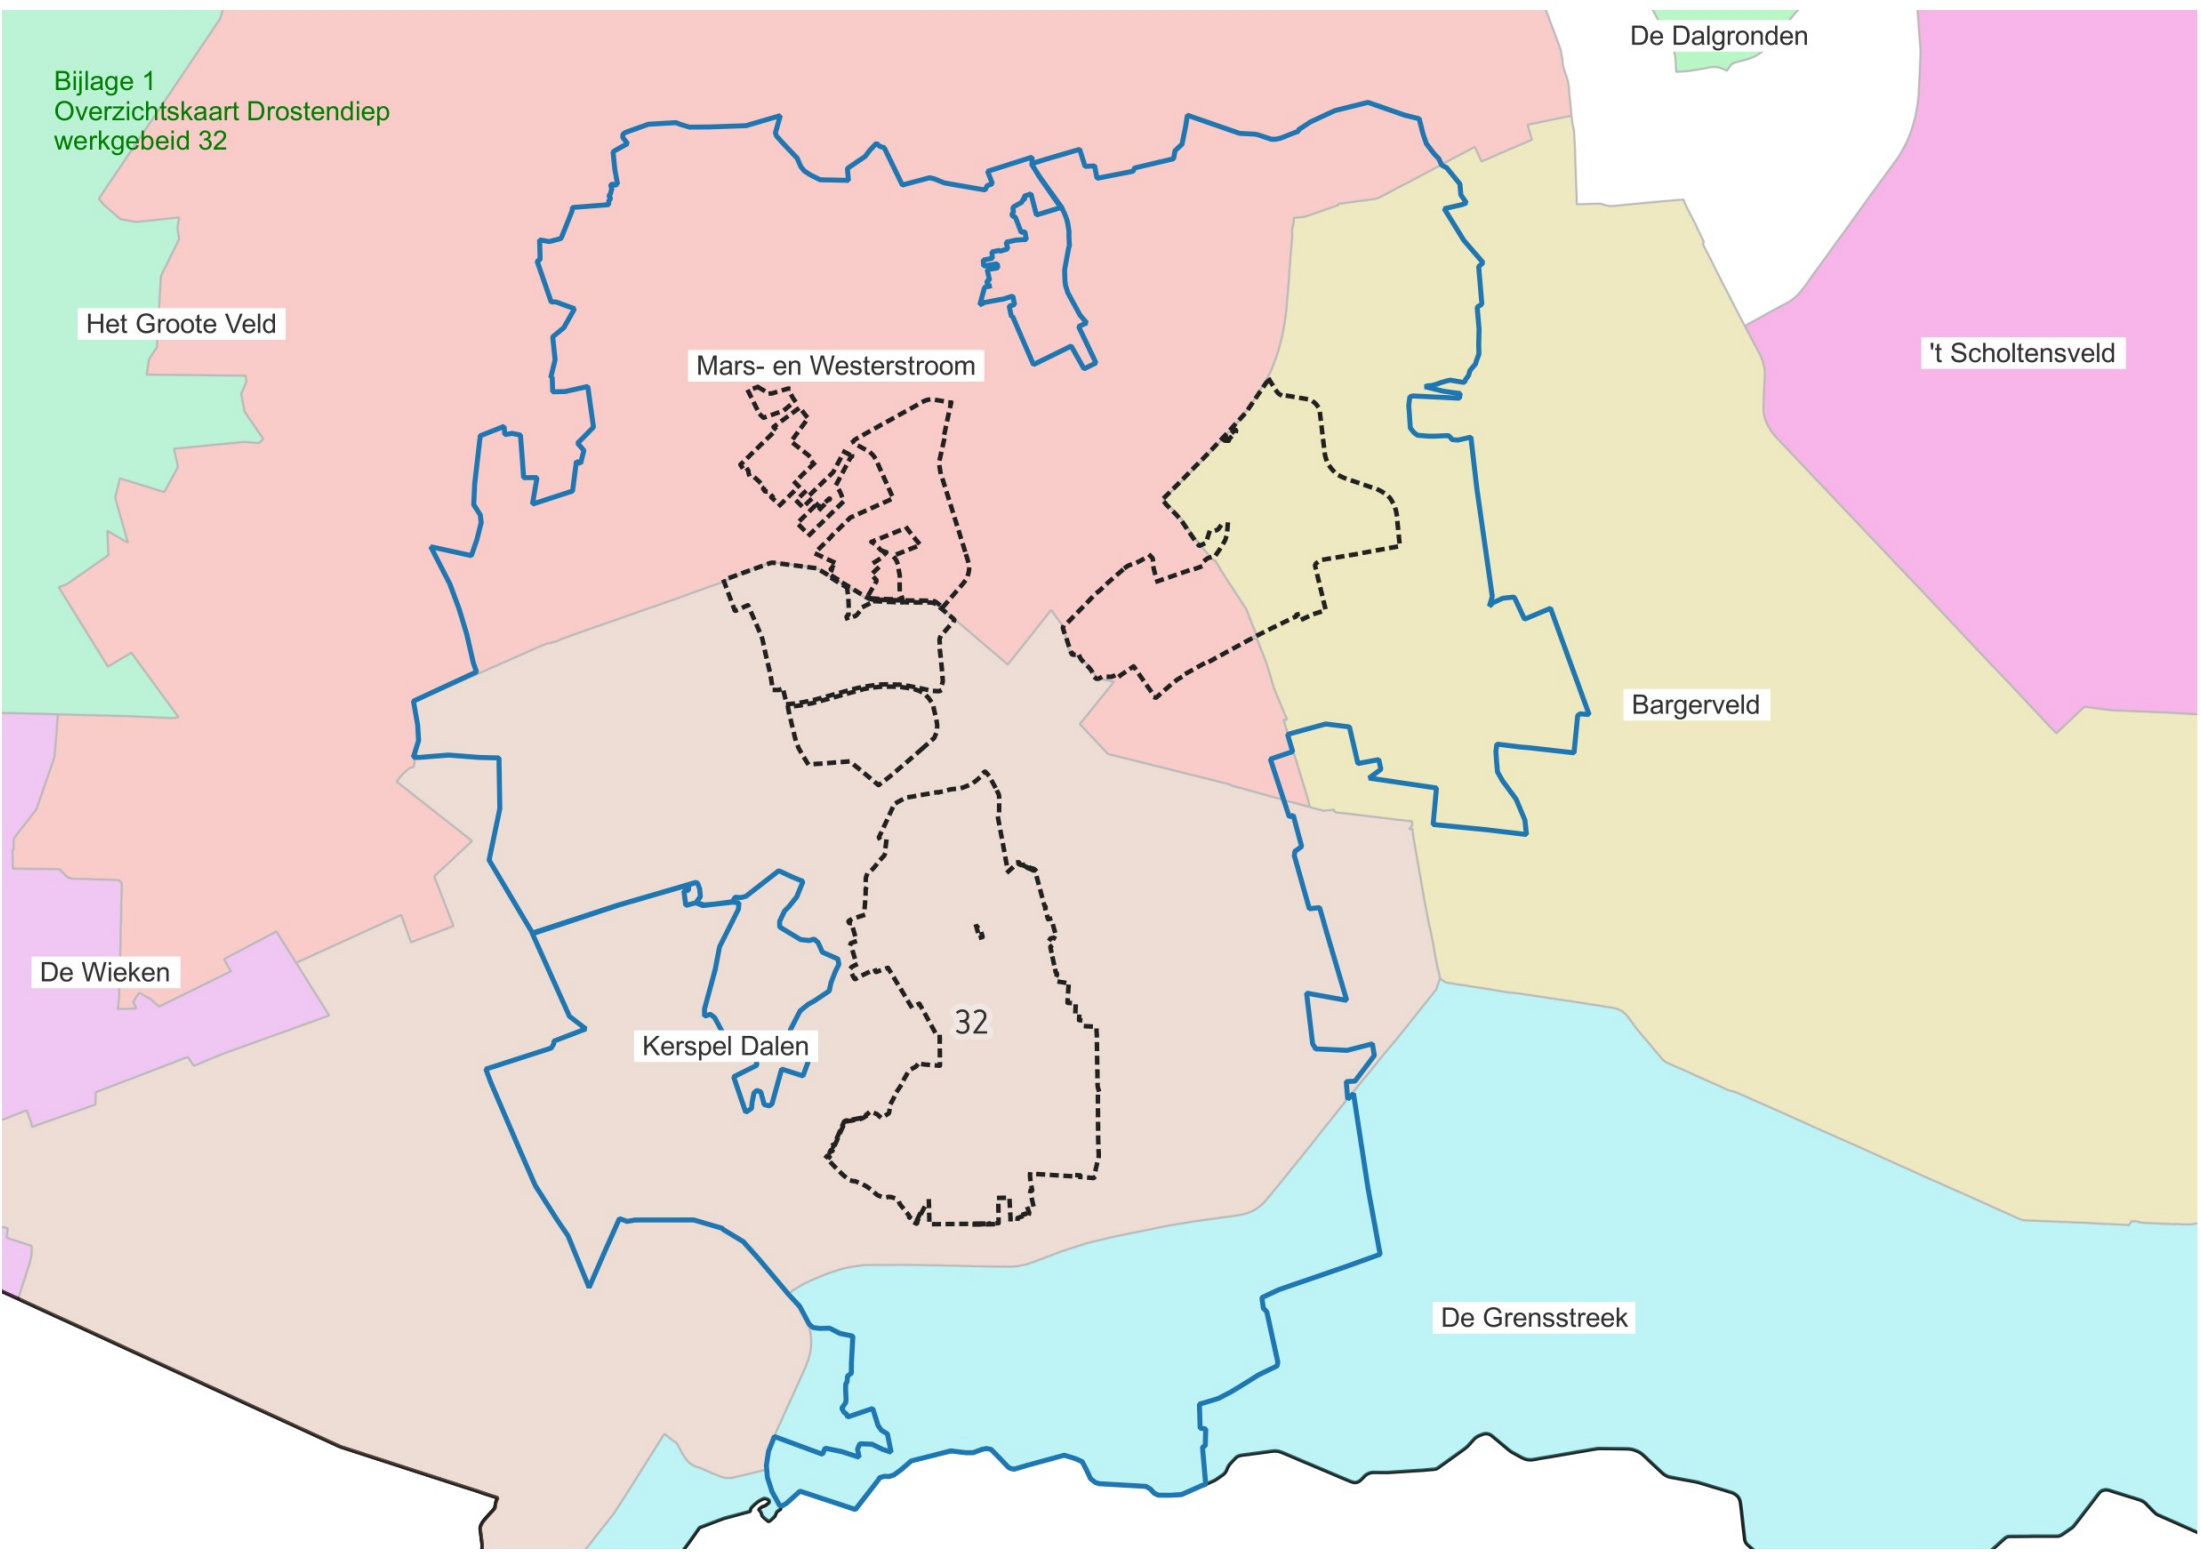 De Dalgronden
Bijlage 1
Overzichtskaart Drostendiep
werkgebeid 32
Het Groote Veld
't Scholtensveld
Mars- en Westerstroom
Bargerveld
De Wieken
32
Kerspel Dalen
De Grensstreek